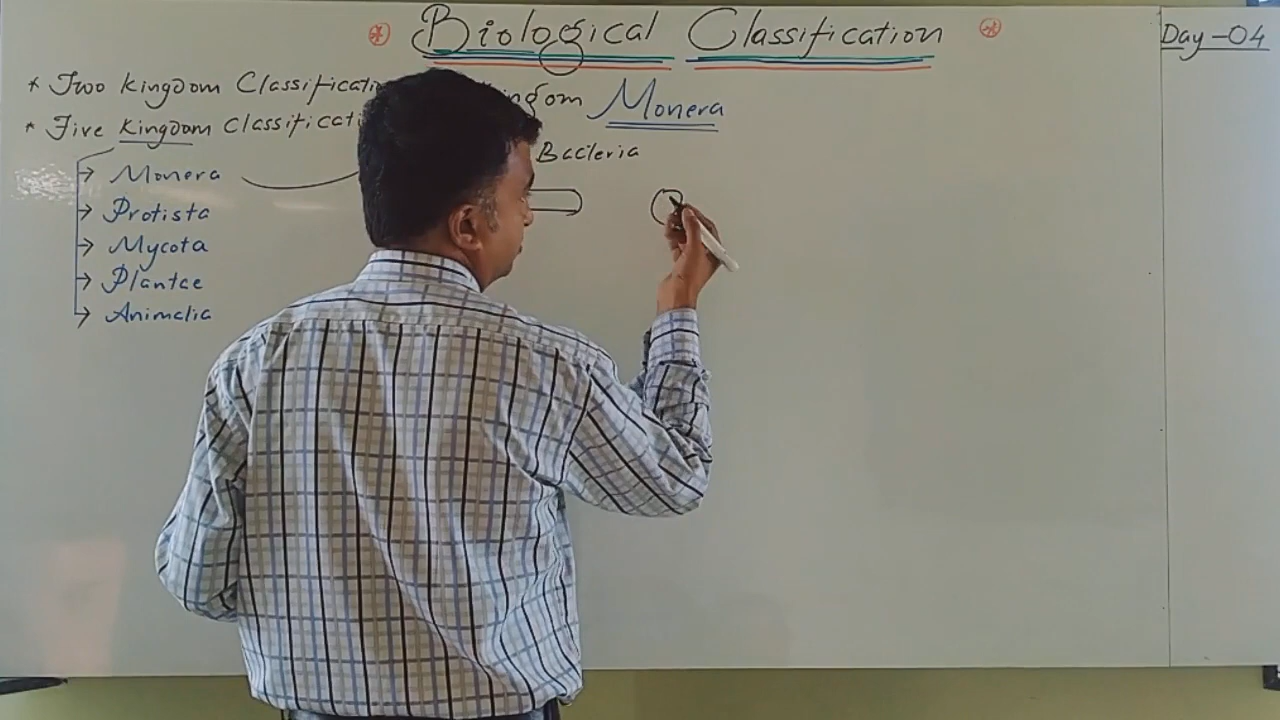 Biological Classification
Day - 04
* Two kingdom Classificati
* Five kingdom Classificati
Monera
Protista
Mycota
Plantae
Animalia
ingdom Monera
Bacteria